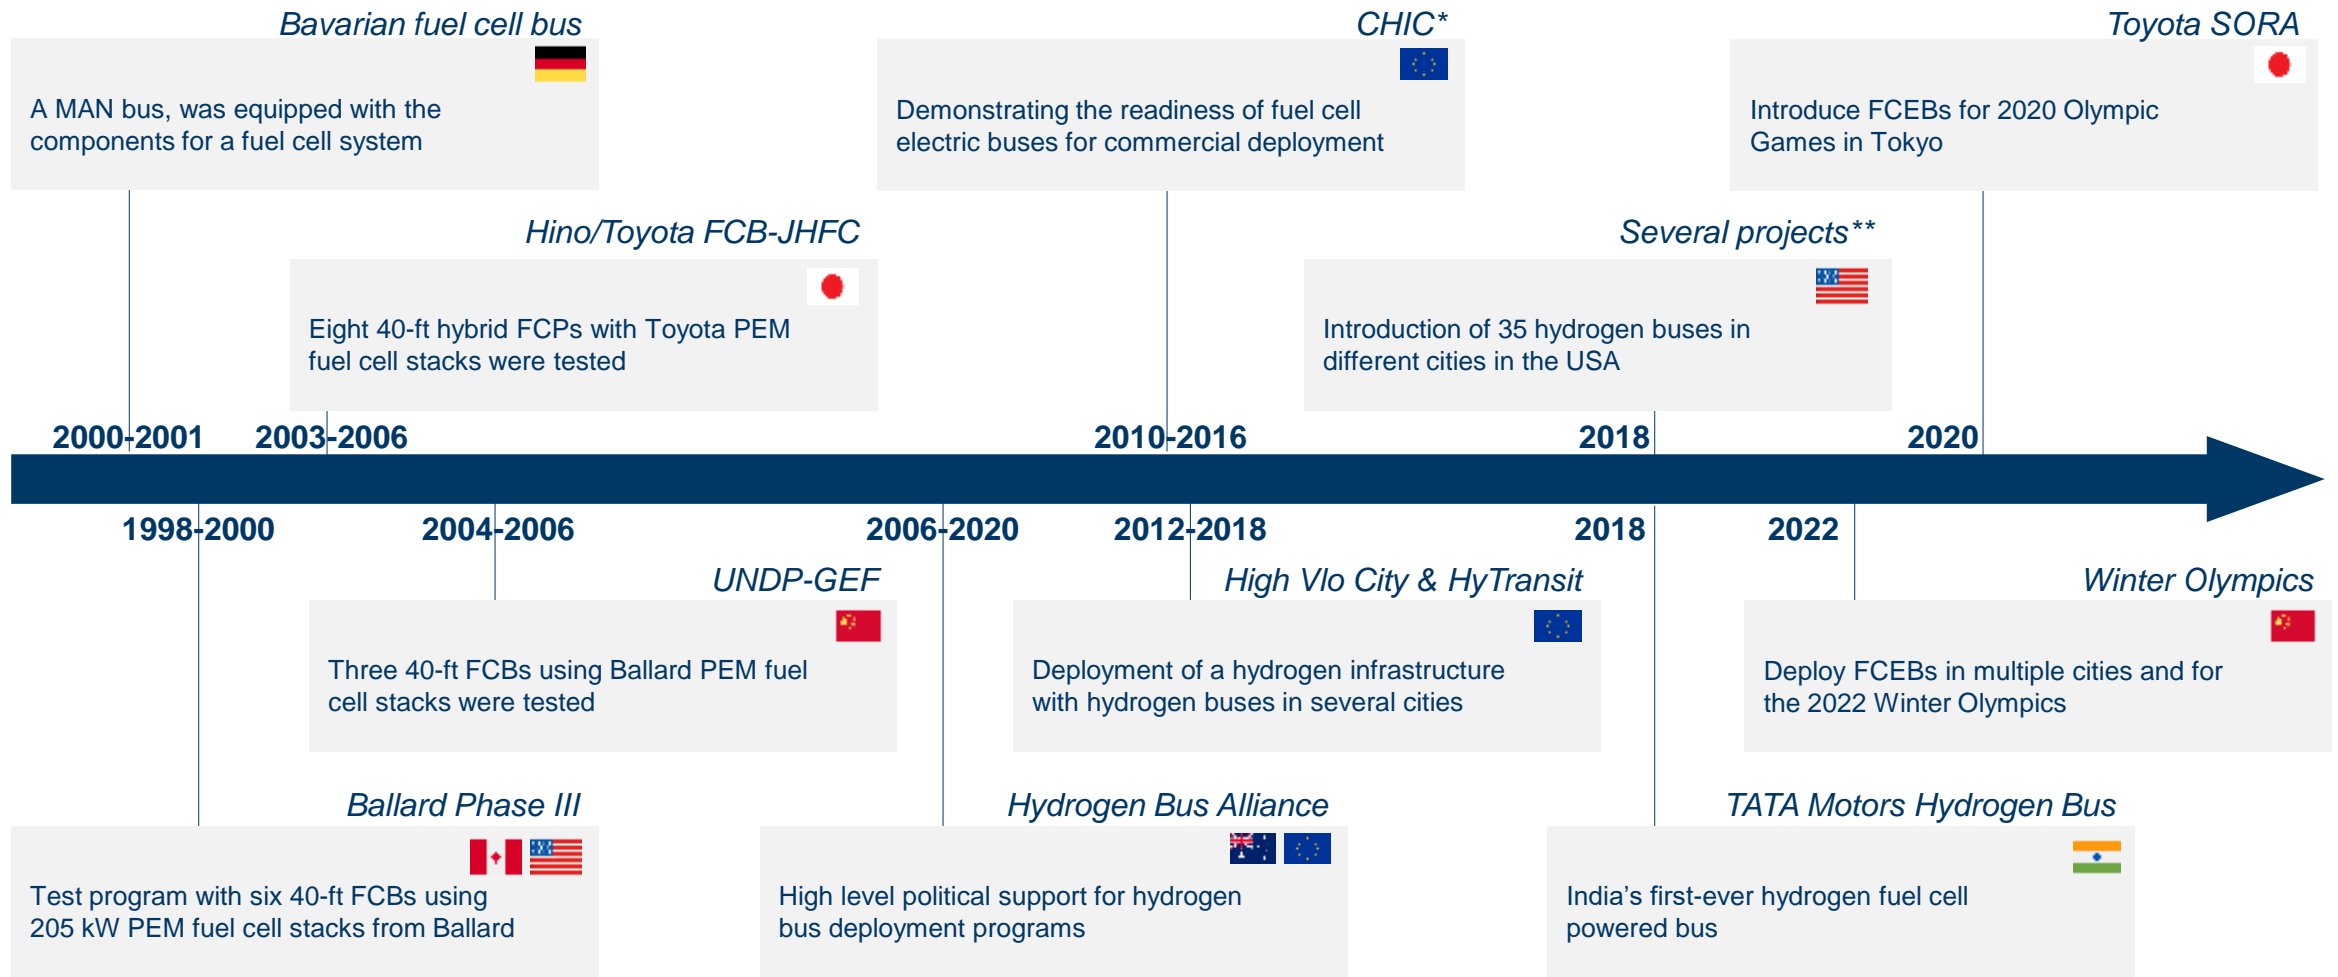 Bavarian fuel cell bus
A MAN bus, was equipped with the
components for a fuel cell system
CHIC*
Demonstrating the readiness of fuel cell
electric buses for commercial deployment
Toyota SORA
Introduce FCEBs for 2020 Olympic
Games in Tokyo
Hino/Toyota FCB-JHFC
Eight 40-ft hybrid FCPs with Toyota PEM
fuel cell stacks were tested
Several projects**
Introduction of 35 hydrogen buses in
different cities in the USA
2000-2001
2003-2006
2010-2016
2018
2020
1998-2000
2004-2006
2006-2020
2012-2018
2018
2022
UNDP-GEF
Three 40-ft FCBs using Ballard PEM fuel
cell stacks were tested
High Vlo City & HyTransit
Deployment of a hydrogen infrastructure
with hydrogen buses in several cities
Winter Olympics
Deploy FCEBs in multiple cities and for
the 2022 Winter Olympics
Ballard Phase III
Test program with six 40-ft FCBs using
205 kW PEM fuel cell stacks from Ballard
Hydrogen Bus Alliance
High level political support for hydrogen
bus deployment programs
TATA Motors Hydrogen Bus
India’s first-ever hydrogen fuel cell
powered bus